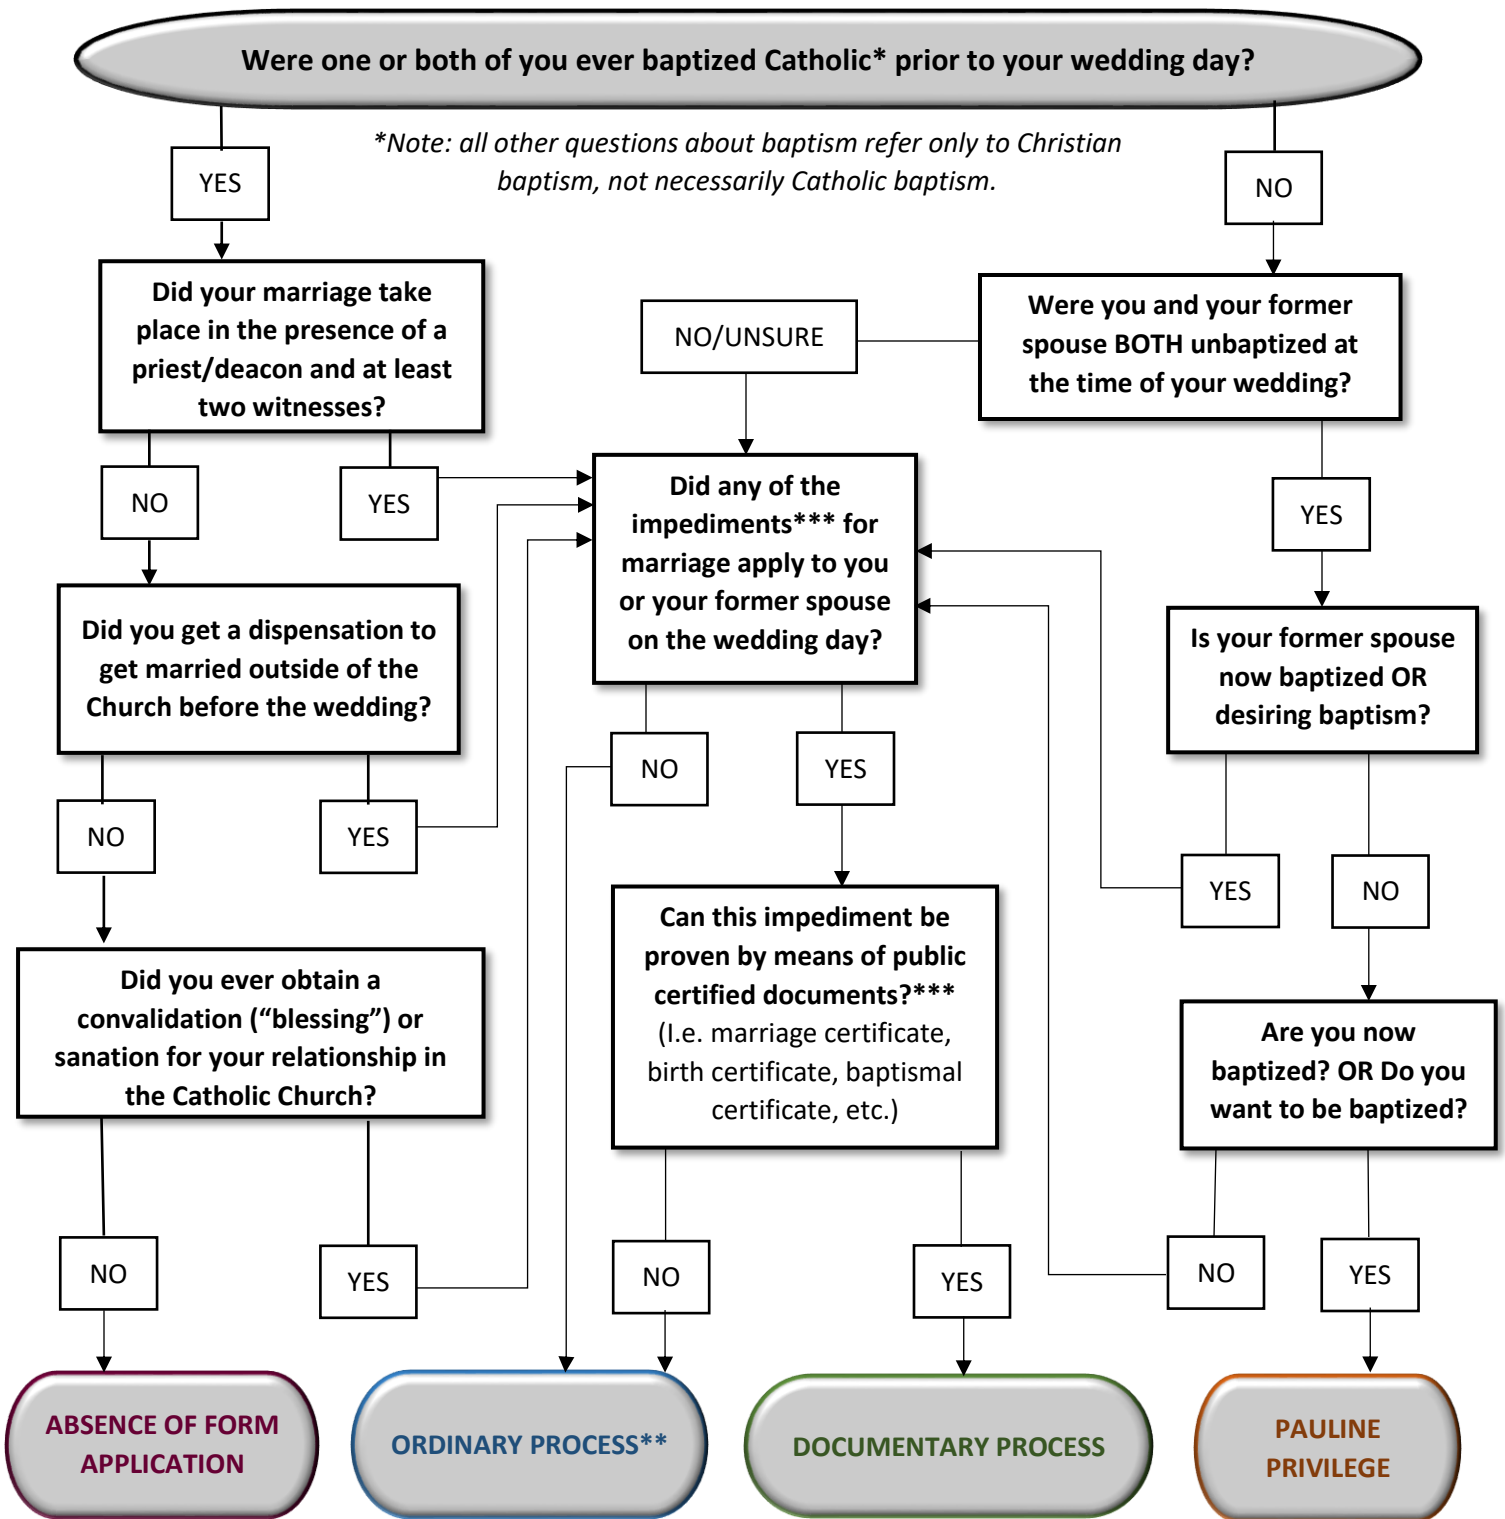 Were one or both of you ever baptized Catholic* prior to your wedding day?
*Note: all other questions about baptism refer only to Christian
baptism, not necessarily Catholic baptism.
YES
NO
Did your marriage take
place in the presence of a
priest/deacon and at least
two witnesses?
NO/UNSURE
Were you and your former
spouse BOTH unbaptized at
the time of your wedding?
NO
YES
Did any of the
impediments*** for
marriage apply to you
or your former spouse
on the wedding day?
YES
Did you get a dispensation to
get married outside of the
Church before the wedding?
Is your former spouse
now baptized OR
desiring baptism?
NO
YES
NO
YES
YES
NO
Did you ever obtain a
convalidation (“blessing”) or
sanation for your relationship in
the Catholic Church?
Can this impediment be
proven by means of public
certified documents?***
(I.e. marriage certificate,
birth certificate, baptismal
certificate, etc.)
Are you now
baptized? OR Do you
want to be baptized?
NO
YES
NO
YES
NO
YES
ABSENCE OF FORM
APPLICATION
ORDINARY PROCESS**
DOCUMENTARY PROCESS
PAULINE
PRIVILEGE